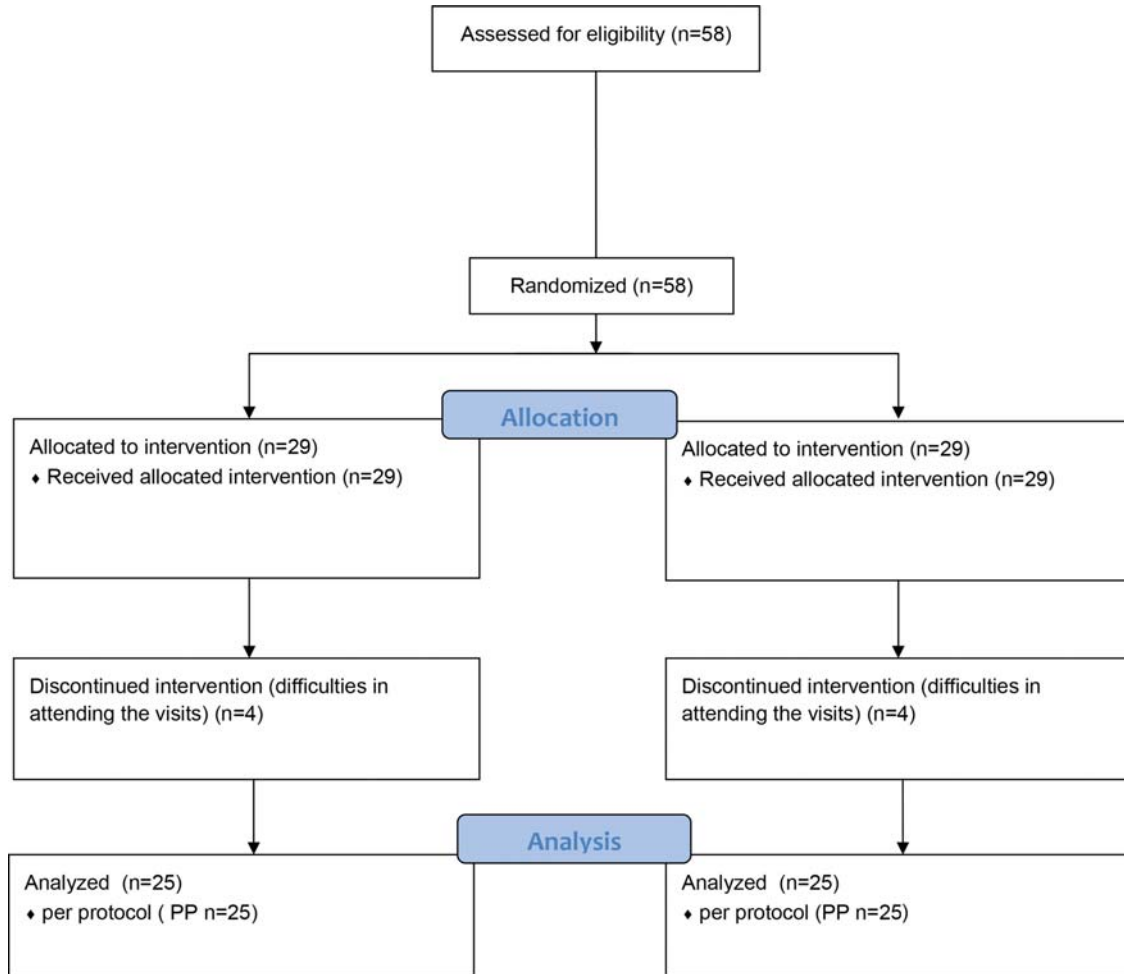 Assessed for eligibility (n=58)
Randomized (n=58)
Allocation
Allocated to intervention (n=29)
♦ Received allocated intervention (n=29)
Allocated to intervention (n=29)
♦ Received allocated intervention (n=29)
Discontinued intervention (difficulties in
attending the visits) (n=4)
Discontinued intervention (difficulties in
attending the visits) (n=4)
Analysis
Analyzed (n=25)
♦ per protocol ( PP n=25)
Analyzed (n=25)
♦ per protocol (PP n=25)